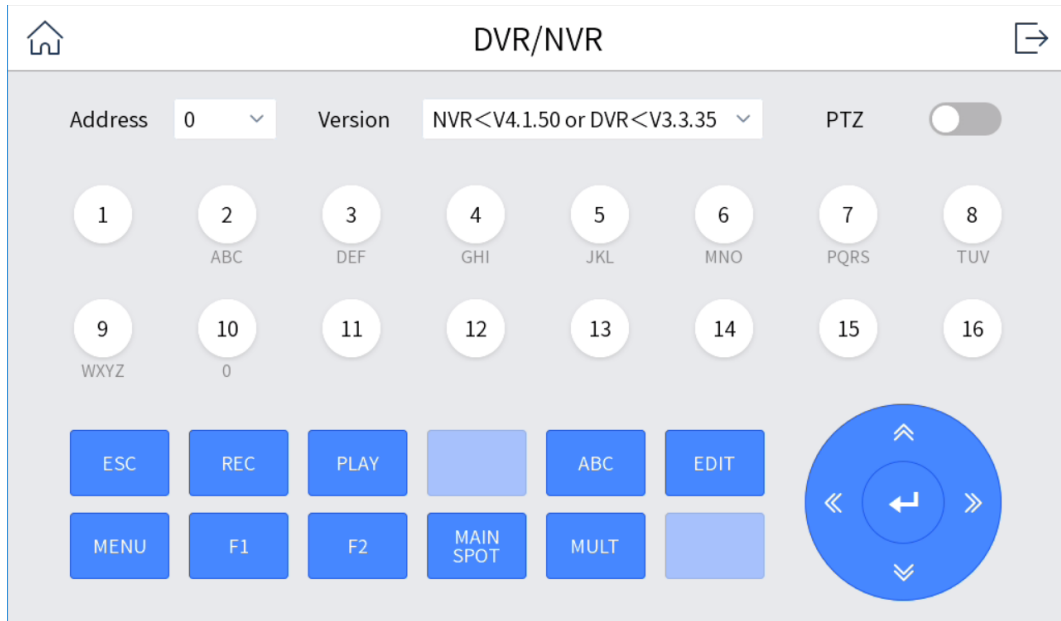 DVR/NVR
Address 0 Version NVR＜V4.1.50 or DVR＜V3.3.35 PTZ
1 2 3 4 5 6 7 8
ABC DEF GHI JKL MNO PQRS TUV
9 10 11 12 13 14 15 16
WXYZ 0
ESC REC PLAY ABC EDIT
MENU F1 F2 MAIN SPOT MULT